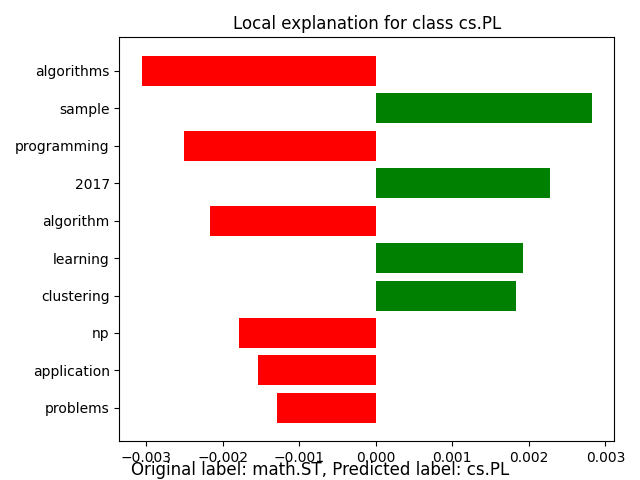 Local explanation for class cs.PL
algorithms
sample
programming
2017
algorithm
learning
clustering
np
application
problems
−0.003 −0.002 −0.001 0.000 0.001 0.002 0.003
Original label: math.ST, Predicted label: cs.PL